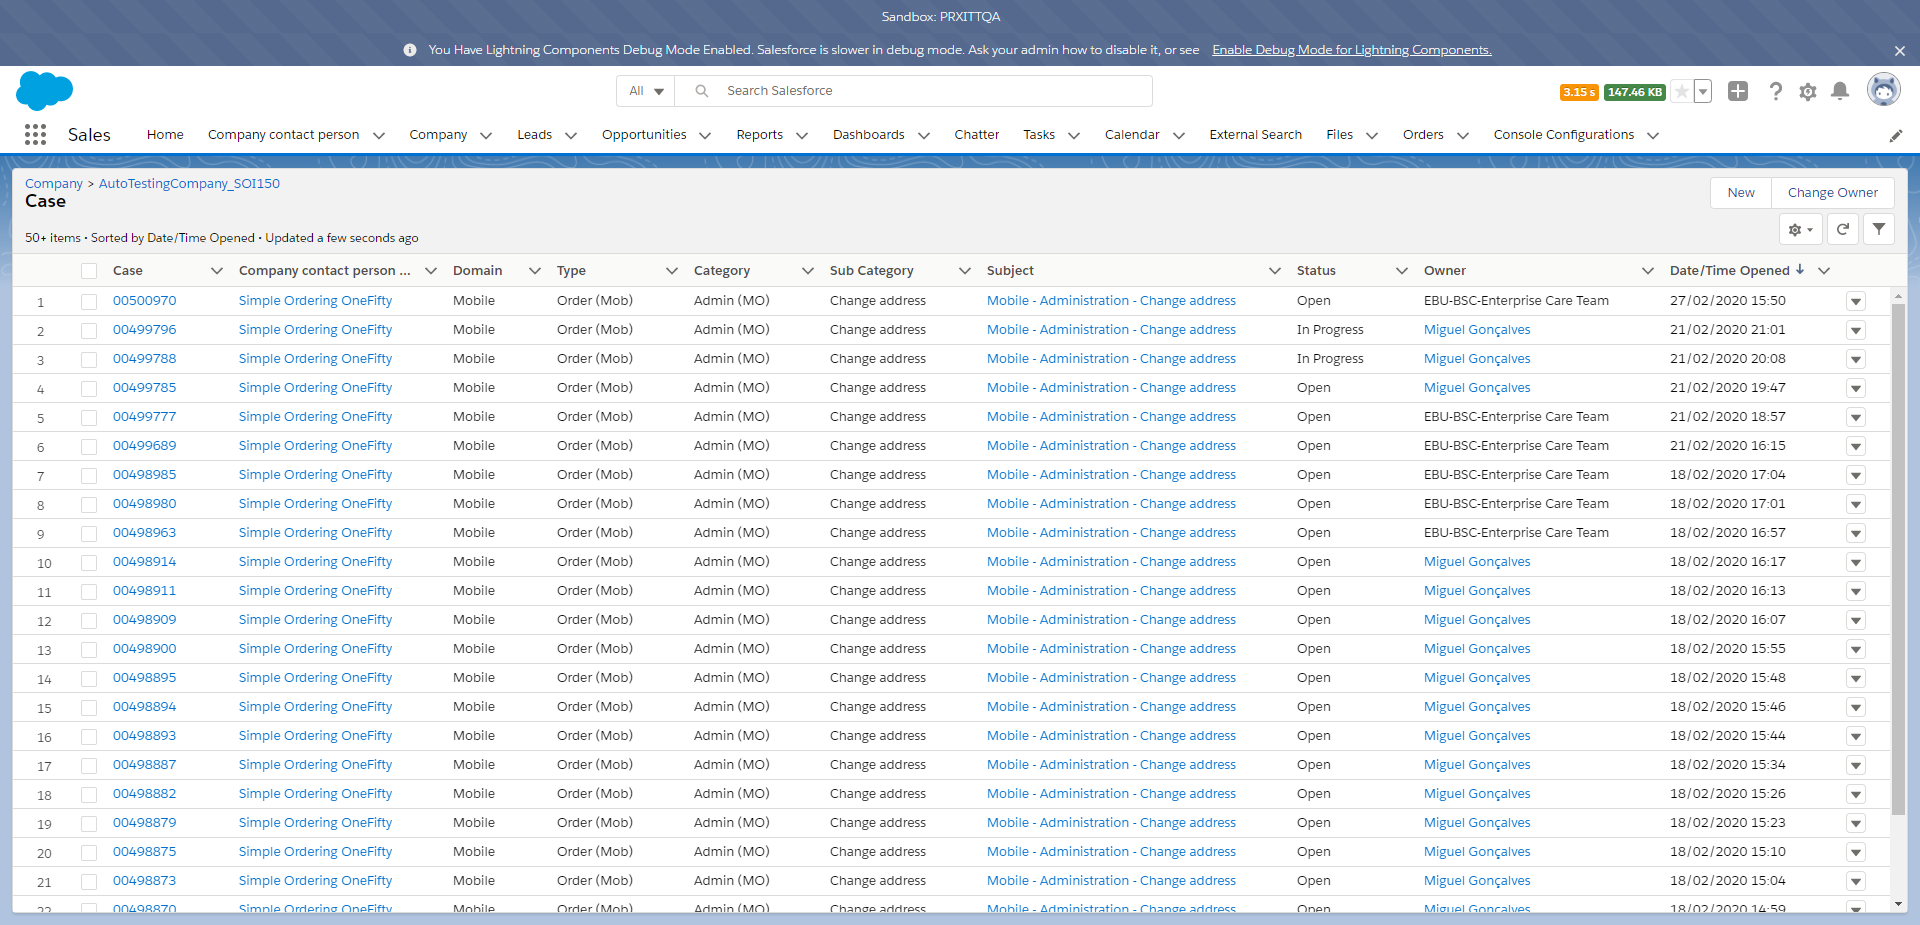 Sandbox: PRXITTQA
You Have Lightning Components Debug Mode Enabled. Salesforce is slower in debug mode. Ask your admin how to disable it, or see Enable Debug Mode for Lightning Components.
All Search Salesforce 3.15 s 147.46 KB
Sales Home Company contact person Company Leads Opportunities Reports Dashboards Chatter Tasks Calendar External Search Files Orders Console Configurations
Company > AutoTestingCompany_SOI150
Case
New Change Owner
50+ items • Sorted by Date/Time Opened • Updated a few seconds ago
Case Company contact person ... Domain Type Category Sub Category Subject Status Owner Date/Time Opened
1 00500970 Simple Ordering OneFifty Mobile Order (Mob) Admin (MO) Change address Mobile - Administration - Change address Open EBU-BSC-Enterprise Care Team 27/02/2020 15:50
2 00499796 Simple Ordering OneFifty Mobile Order (Mob) Admin (MO) Change address Mobile - Administration - Change address In Progress Miguel Gonçalves 21/02/2020 21:01
3 00499788 Simple Ordering OneFifty Mobile Order (Mob) Admin (MO) Change address Mobile - Administration - Change address In Progress Miguel Gonçalves 21/02/2020 20:08
4 00499785 Simple Ordering OneFifty Mobile Order (Mob) Admin (MO) Change address Mobile - Administration - Change address Open Miguel Gonçalves 21/02/2020 19:47
5 00499777 Simple Ordering OneFifty Mobile Order (Mob) Admin (MO) Change address Mobile - Administration - Change address Open EBU-BSC-Enterprise Care Team 21/02/2020 18:57
6 00499689 Simple Ordering OneFifty Mobile Order (Mob) Admin (MO) Change address Mobile - Administration - Change address Open EBU-BSC-Enterprise Care Team 21/02/2020 16:15
7 00498985 Simple Ordering OneFifty Mobile Order (Mob) Admin (MO) Change address Mobile - Administration - Change address Open EBU-BSC-Enterprise Care Team 18/02/2020 17:04
8 00498980 Simple Ordering OneFifty Mobile Order (Mob) Admin (MO) Change address Mobile - Administration - Change address Open EBU-BSC-Enterprise Care Team 18/02/2020 17:01
9 00498963 Simple Ordering OneFifty Mobile Order (Mob) Admin (MO) Change address Mobile - Administration - Change address Open EBU-BSC-Enterprise Care Team 18/02/2020 16:57
10 00498914 Simple Ordering OneFifty Mobile Order (Mob) Admin (MO) Change address Mobile - Administration - Change address Open Miguel Gonçalves 18/02/2020 16:17
11 00498911 Simple Ordering OneFifty Mobile Order (Mob) Admin (MO) Change address Mobile - Administration - Change address Open Miguel Gonçalves 18/02/2020 16:13
12 00498909 Simple Ordering OneFifty Mobile Order (Mob) Admin (MO) Change address Mobile - Administration - Change address Open Miguel Gonçalves 18/02/2020 16:07
13 00498900 Simple Ordering OneFifty Mobile Order (Mob) Admin (MO) Change address Mobile - Administration - Change address Open Miguel Gonçalves 18/02/2020 15:55
14 00498895 Simple Ordering OneFifty Mobile Order (Mob) Admin (MO) Change address Mobile - Administration - Change address Open Miguel Gonçalves 18/02/2020 15:48
15 00498894 Simple Ordering OneFifty Mobile Order (Mob) Admin (MO) Change address Mobile - Administration - Change address Open Miguel Gonçalves 18/02/2020 15:46
16 00498893 Simple Ordering OneFifty Mobile Order (Mob) Admin (MO) Change address Mobile - Administration - Change address Open Miguel Gonçalves 18/02/2020 15:44
17 00498887 Simple Ordering OneFifty Mobile Order (Mob) Admin (MO) Change address Mobile - Administration - Change address Open Miguel Gonçalves 18/02/2020 15:34
18 00498882 Simple Ordering OneFifty Mobile Order (Mob) Admin (MO) Change address Mobile - Administration - Change address Open Miguel Gonçalves 18/02/2020 15:26
19 00498879 Simple Ordering OneFifty Mobile Order (Mob) Admin (MO) Change address Mobile - Administration - Change address Open Miguel Gonçalves 18/02/2020 15:23
20 00498875 Simple Ordering OneFifty Mobile Order (Mob) Admin (MO) Change address Mobile - Administration - Change address Open Miguel Gonçalves 18/02/2020 15:10
21 00498873 Simple Ordering OneFifty Mobile Order (Mob) Admin (MO) Change address Mobile - Administration - Change address Open Miguel Gonçalves 18/02/2020 15:04
22 00498870 Simple Ordering OneFifty Mobile Order (Mob) Admin (MO) Change address Mobile - Administration - Change address Open Miguel Gonçalves 18/02/2020 14:59